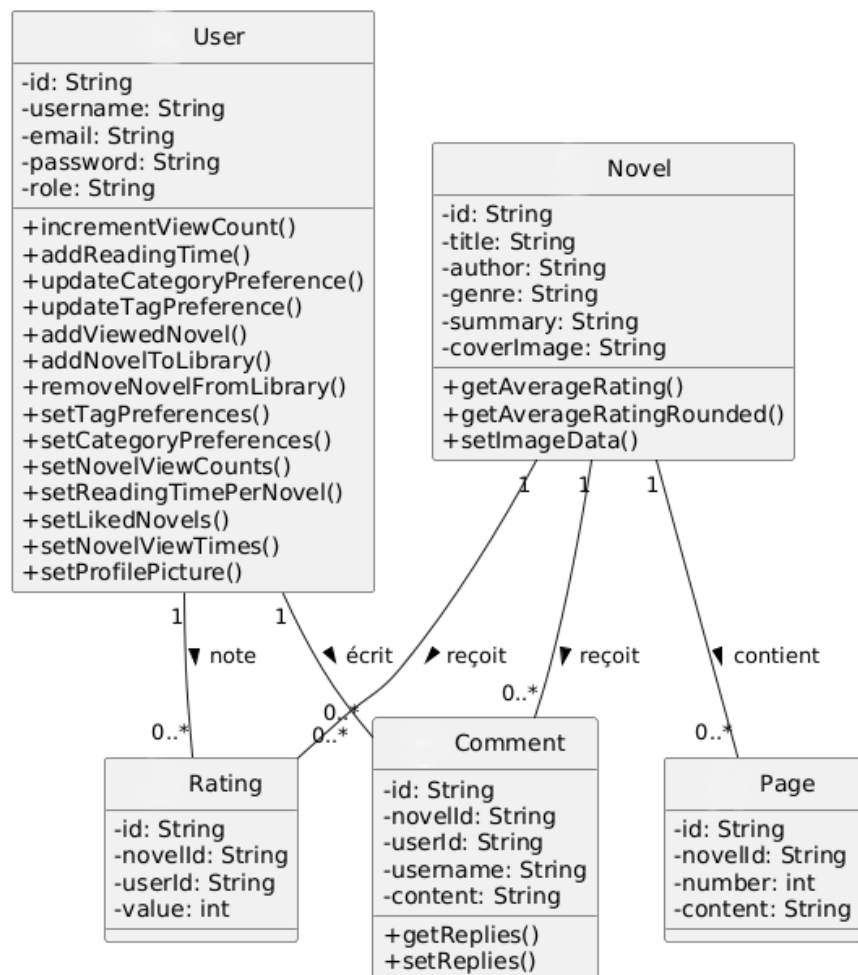 User
-id: String
-username: String
-email: String
-password: String
-role: String
+incrementViewCount()
+addReadingTime()
+updateCategoryPreference()
+updateTagPreference()
+addViewedNovel()
+addNovelToLibrary()
+removeNovelFromLibrary()
+setTagPreferences()
+setCategoryPreferences()
+setNovelViewCounts()
+setReadingTimePerNovel()
+setLikedNovels()
+setNovelViewTimes()
+setProfilePicture()
Novel
-id: String
-title: String
-author: String
-genre: String
-summary: String
-coverImage: String
+getAverageRating()
+getAverageRatingRounded()
+setImageData()
1
1
1
1
1
note
écrit
reçoit
reçoit
contient
0..*
0..*
0..*
0..*
0..*
Rating
-id: String
-novelId: String
-userId: String
-value: int
Comment
-id: String
-novelId: String
-userId: String
-username: String
-content: String
+getReplies()
+setReplies()
Page
-id: String
-novelId: String
-number: int
-content: String